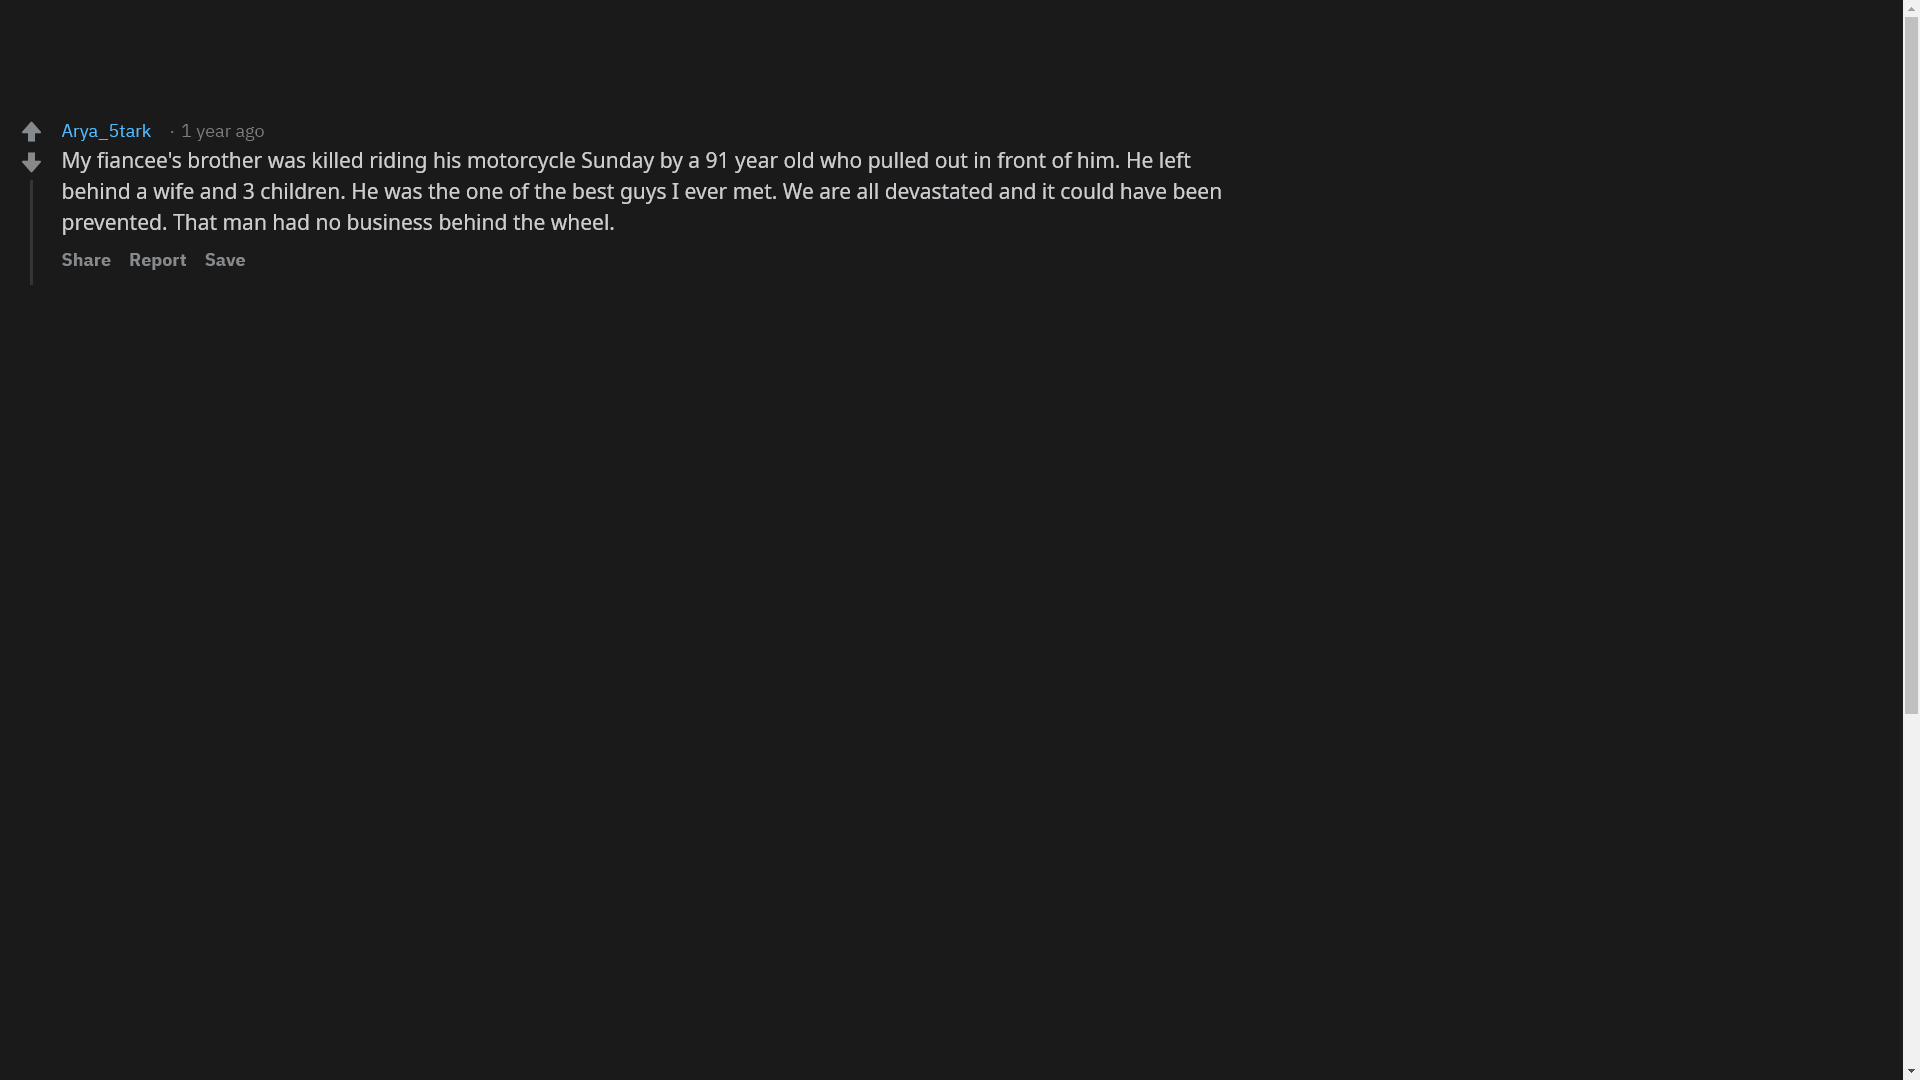 Arya_5tark · 1 year ago
My fiancee's brother was killed riding his motorcycle Sunday by a 91 year old who pulled out in front of him. He left
behind a wife and 3 children. He was the one of the best guys I ever met. We are all devastated and it could have been
prevented. That man had no business behind the wheel.
Share Report Save